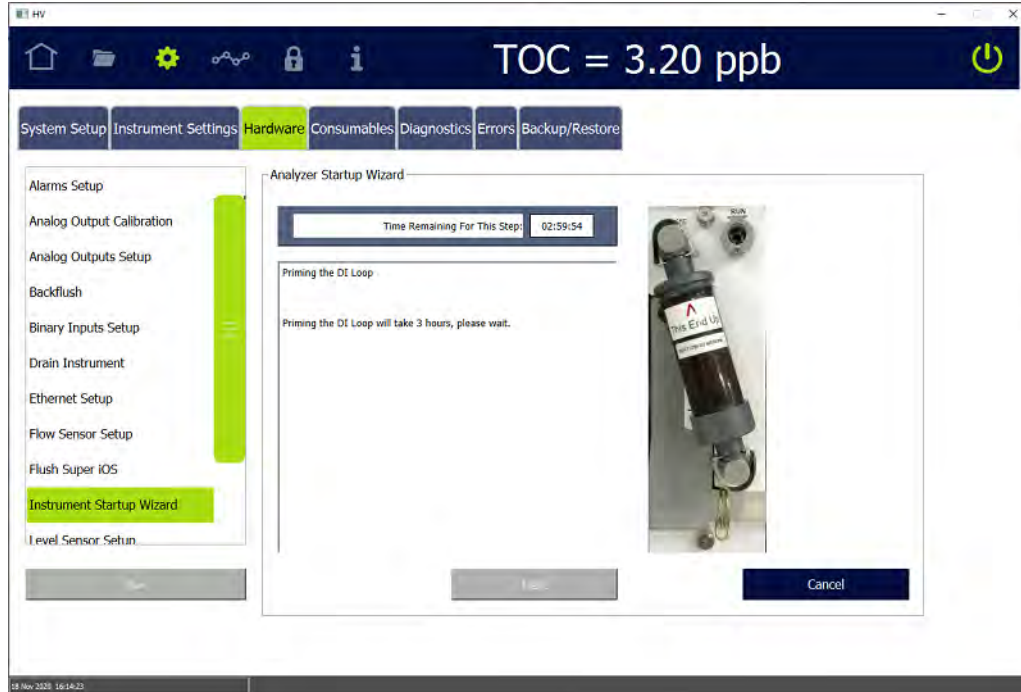 HV
TOC = 3.20 ppb
System Setup Instrument Settings Hardware Consumables Diagnostics Errors Backup/Restore
Alarms Setup
Analog Output Calibration
Analog Outputs Setup
Backflush
Binary Inputs Setup
Drain Instrument
Ethernet Setup
Flow Sensor Setup
Flush Super iOS
Instrument Startup Wizard
Level Sensor Setup
Analyzer Startup Wizard
Time Remaining For This Step: 02:59:54
Priming the DI Loop
Priming the DI Loop will take 3 hours, please wait.
RUN
This End Up
Cancel
18 Nov 2020 16:14:23